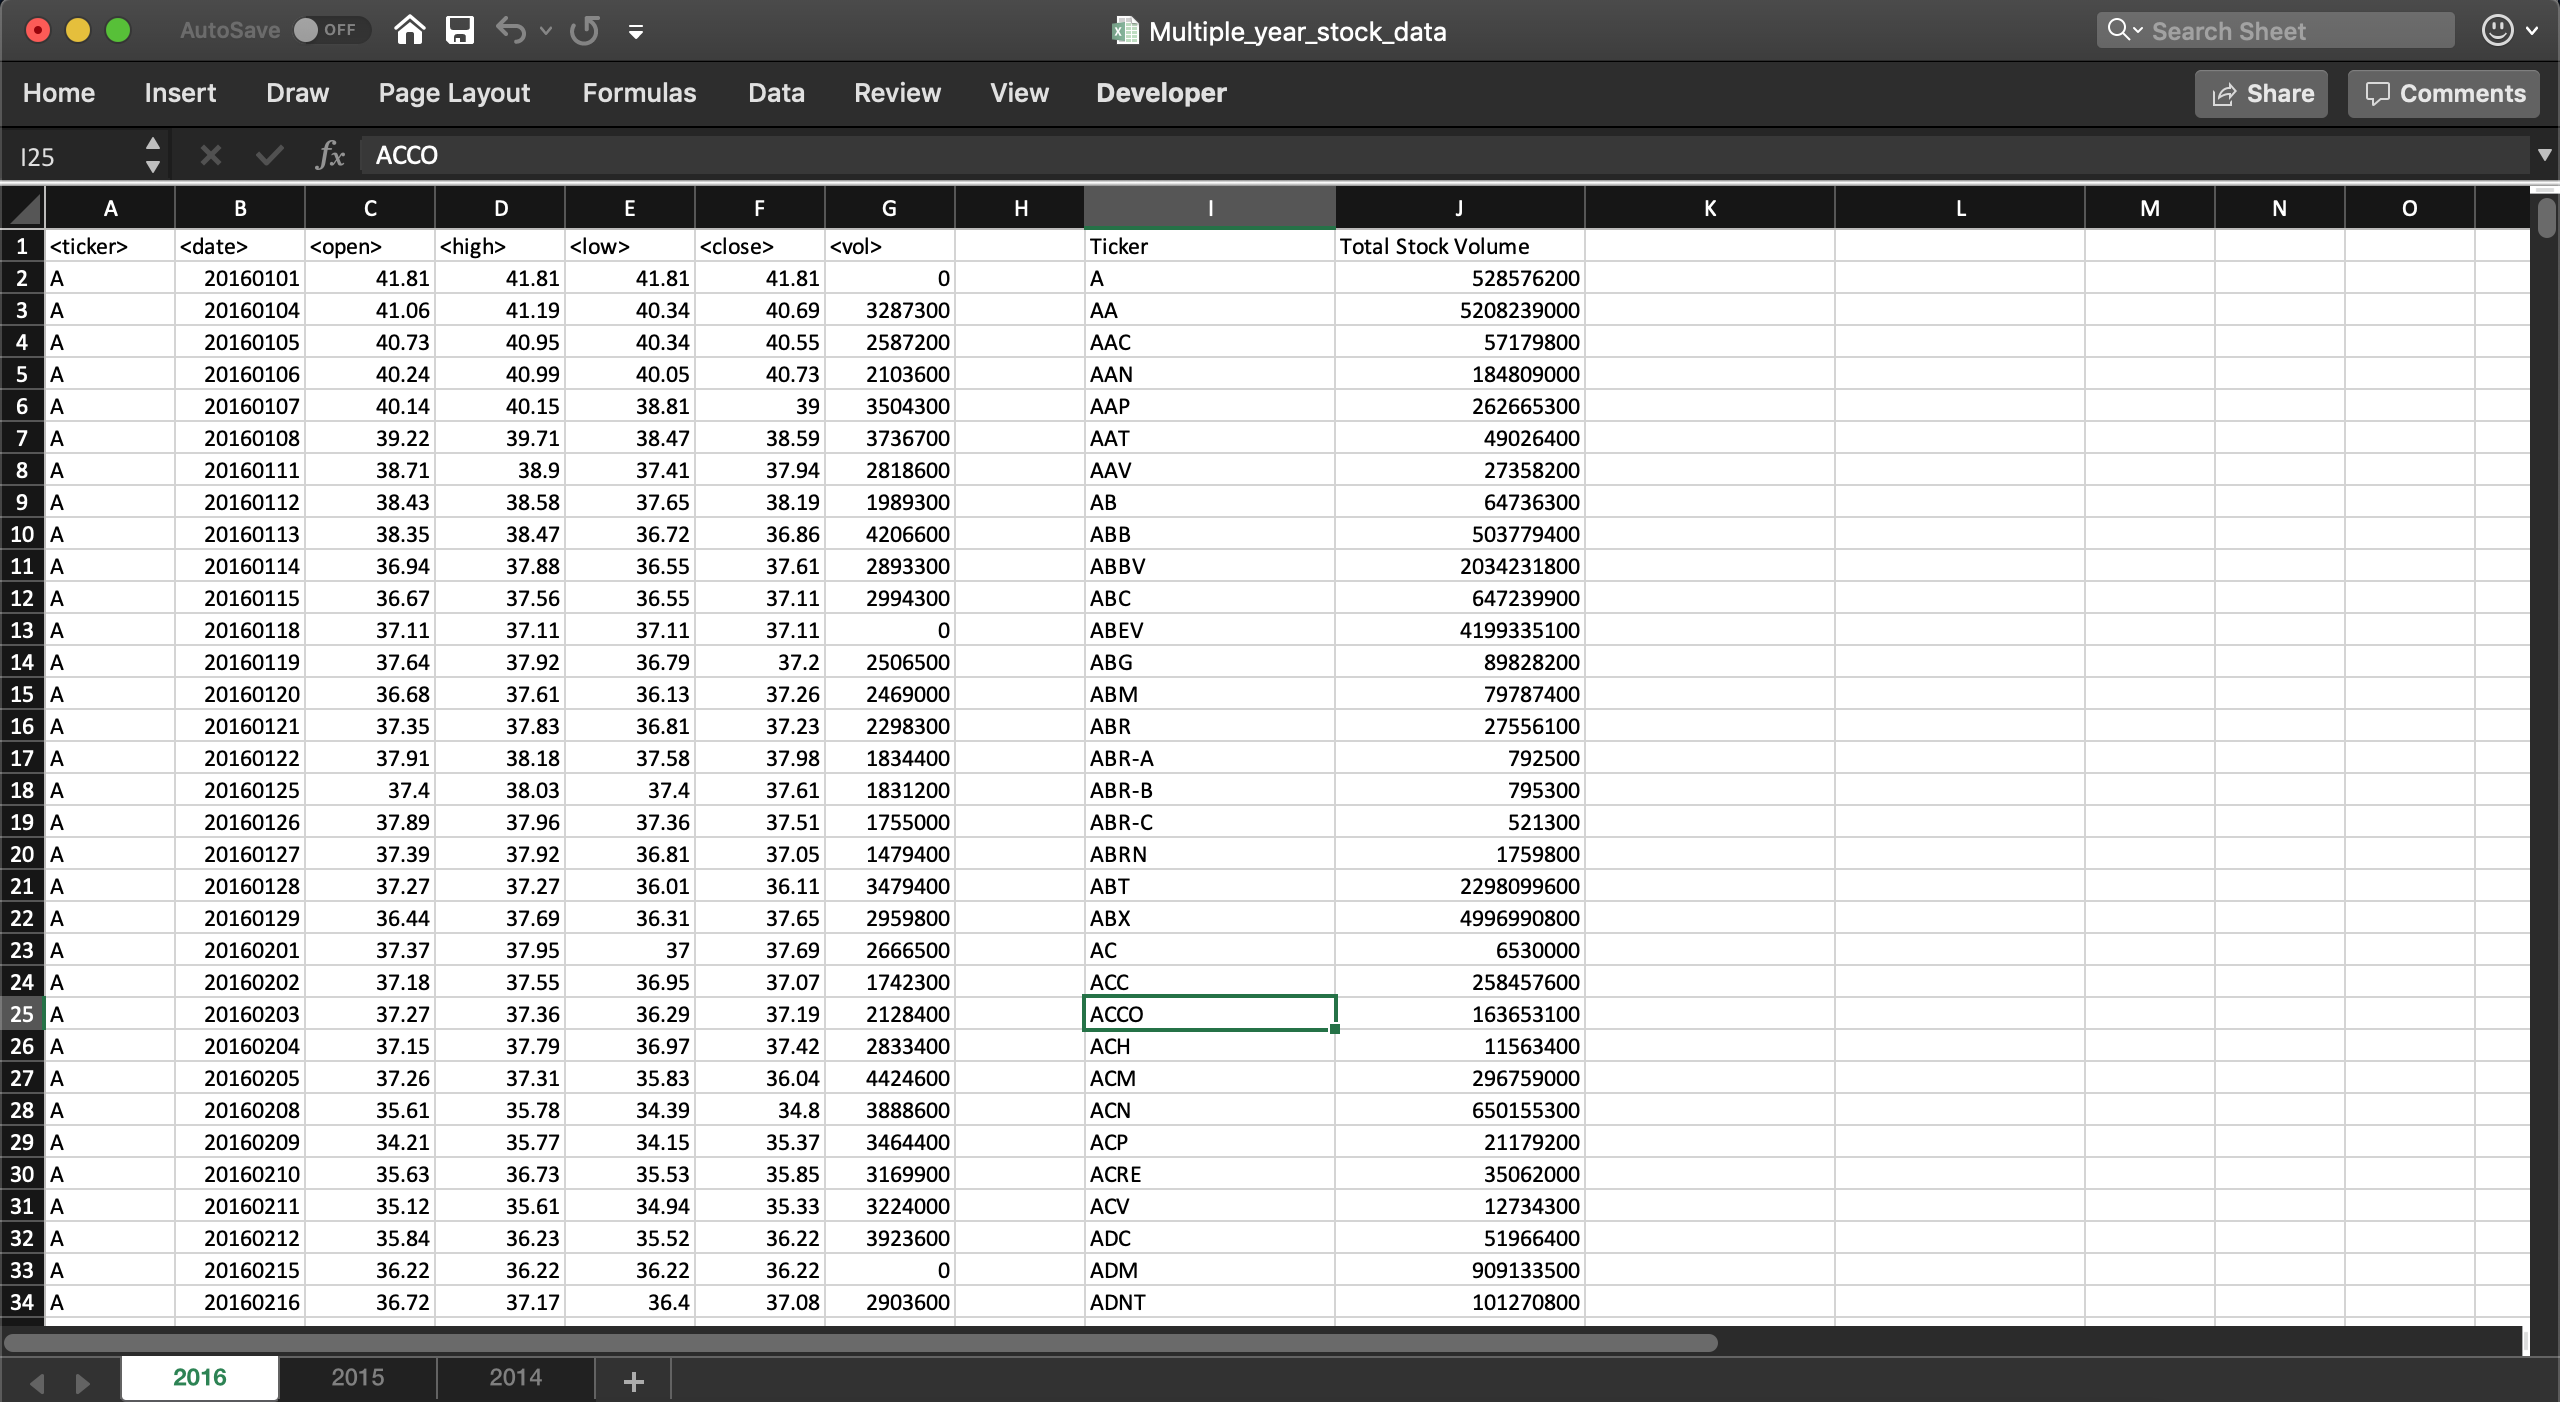 AutoSave OFF Multiple_year_stock_data Search Sheet
Home Insert Draw Page Layout Formulas Data Review View Developer Share Comments
I25 fx ACCO
A B C D E F G H I J K L M N O
1 <ticker> <date> <open> <high> <low> <close> <vol> Ticker Total Stock Volume
2 A 20160101 41.81 41.81 41.81 41.81 0 A 528576200
3 A 20160104 41.06 41.19 40.34 40.69 3287300 AA 5208239000
4 A 20160105 40.73 40.95 40.34 40.55 2587200 AAC 57179800
5 A 20160106 40.24 40.99 40.05 40.73 2103600 AAN 184809000
6 A 20160107 40.14 40.15 38.81 39 3504300 AAP 262665300
7 A 20160108 39.22 39.71 38.47 38.59 3736700 AAT 49026400
8 A 20160111 38.71 38.9 37.41 37.94 2818600 AAV 27358200
9 A 20160112 38.43 38.58 37.65 38.19 1989300 AB 64736300
10 A 20160113 38.35 38.47 36.72 36.86 4206600 ABB 503779400
11 A 20160114 36.94 37.88 36.55 37.61 2893300 ABBV 2034231800
12 A 20160115 36.67 37.56 36.55 37.11 2994300 ABC 647239900
13 A 20160118 37.11 37.11 37.11 37.11 0 ABEV 4199335100
14 A 20160119 37.64 37.92 36.79 37.2 2506500 ABG 89828200
15 A 20160120 36.68 37.61 36.13 37.26 2469000 ABM 79787400
16 A 20160121 37.35 37.83 36.81 37.23 2298300 ABR 27556100
17 A 20160122 37.91 38.18 37.58 37.98 1834400 ABR-A 792500
18 A 20160125 37.4 38.03 37.4 37.61 1831200 ABR-B 795300
19 A 20160126 37.89 37.96 37.36 37.51 1755000 ABR-C 521300
20 A 20160127 37.39 37.92 36.81 37.05 1479400 ABRN 1759800
21 A 20160128 37.27 37.27 36.01 36.11 3479400 ABT 2298099600
22 A 20160129 36.44 37.69 36.31 37.65 2959800 ABX 4996990800
23 A 20160201 37.37 37.95 37 37.69 2666500 AC 6530000
24 A 20160202 37.18 37.55 36.95 37.07 1742300 ACC 258457600
25 A 20160203 37.27 37.36 36.29 37.19 2128400 ACCO 163653100
26 A 20160204 37.15 37.79 36.97 37.42 2833400 ACH 11563400
27 A 20160205 37.26 37.31 35.83 36.04 4424600 ACM 296759000
28 A 20160208 35.61 35.78 34.39 34.8 3888600 ACN 650155300
29 A 20160209 34.21 35.77 34.15 35.37 3464400 ACP 21179200
30 A 20160210 35.63 36.73 35.53 35.85 3169900 ACRE 35062000
31 A 20160211 35.12 35.61 34.94 35.33 3224000 ACV 12734300
32 A 20160212 35.84 36.23 35.52 36.22 3923600 ADC 51966400
33 A 20160215 36.22 36.22 36.22 36.22 0 ADM 909133500
34 A 20160216 36.72 37.17 36.4 37.08 2903600 ADNT 101270800
2016 2015 2014 +